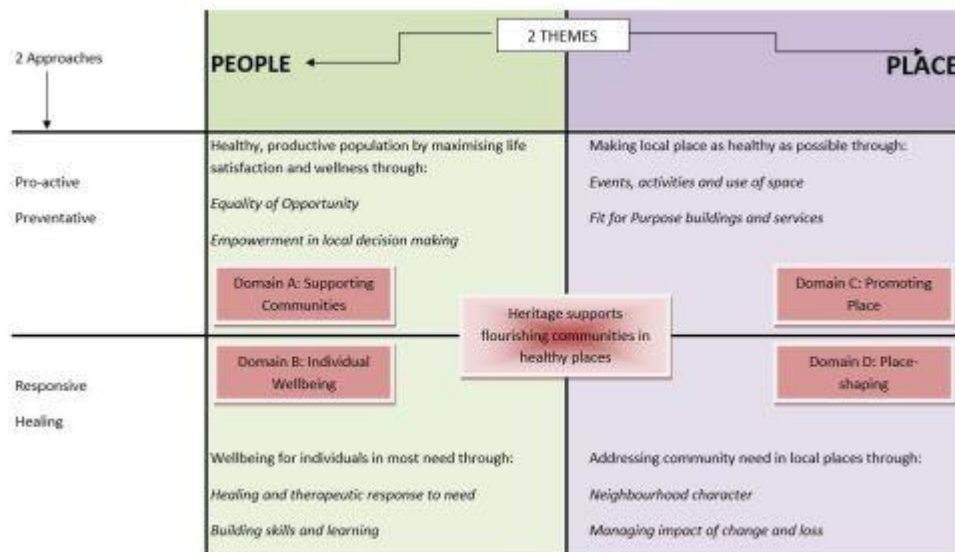 2 THEMES
2 Approaches
PEOPLE
PLACE
Pro-active
Preventative
Healthy, productive population by maximising life
satisfaction and wellness through:
Equality of Opportunity
Empowerment in local decision making
Domain A: Supporting
Communities
Making local place as healthy as possible through:
Events, activities and use of space
Fit for Purpose buildings and services
Domain C: Promoting
Place
Heritage supports
flourishing communities in
healthy places
Responsive
Healing
Domain B: Individual
Wellbeing
Wellbeing for individuals in most need through:
Healing and therapeutic response to need
Building skills and learning
Domain D: Place-
shaping
Addressing community need in local places through:
Neighbourhood character
Managing impact of change and loss